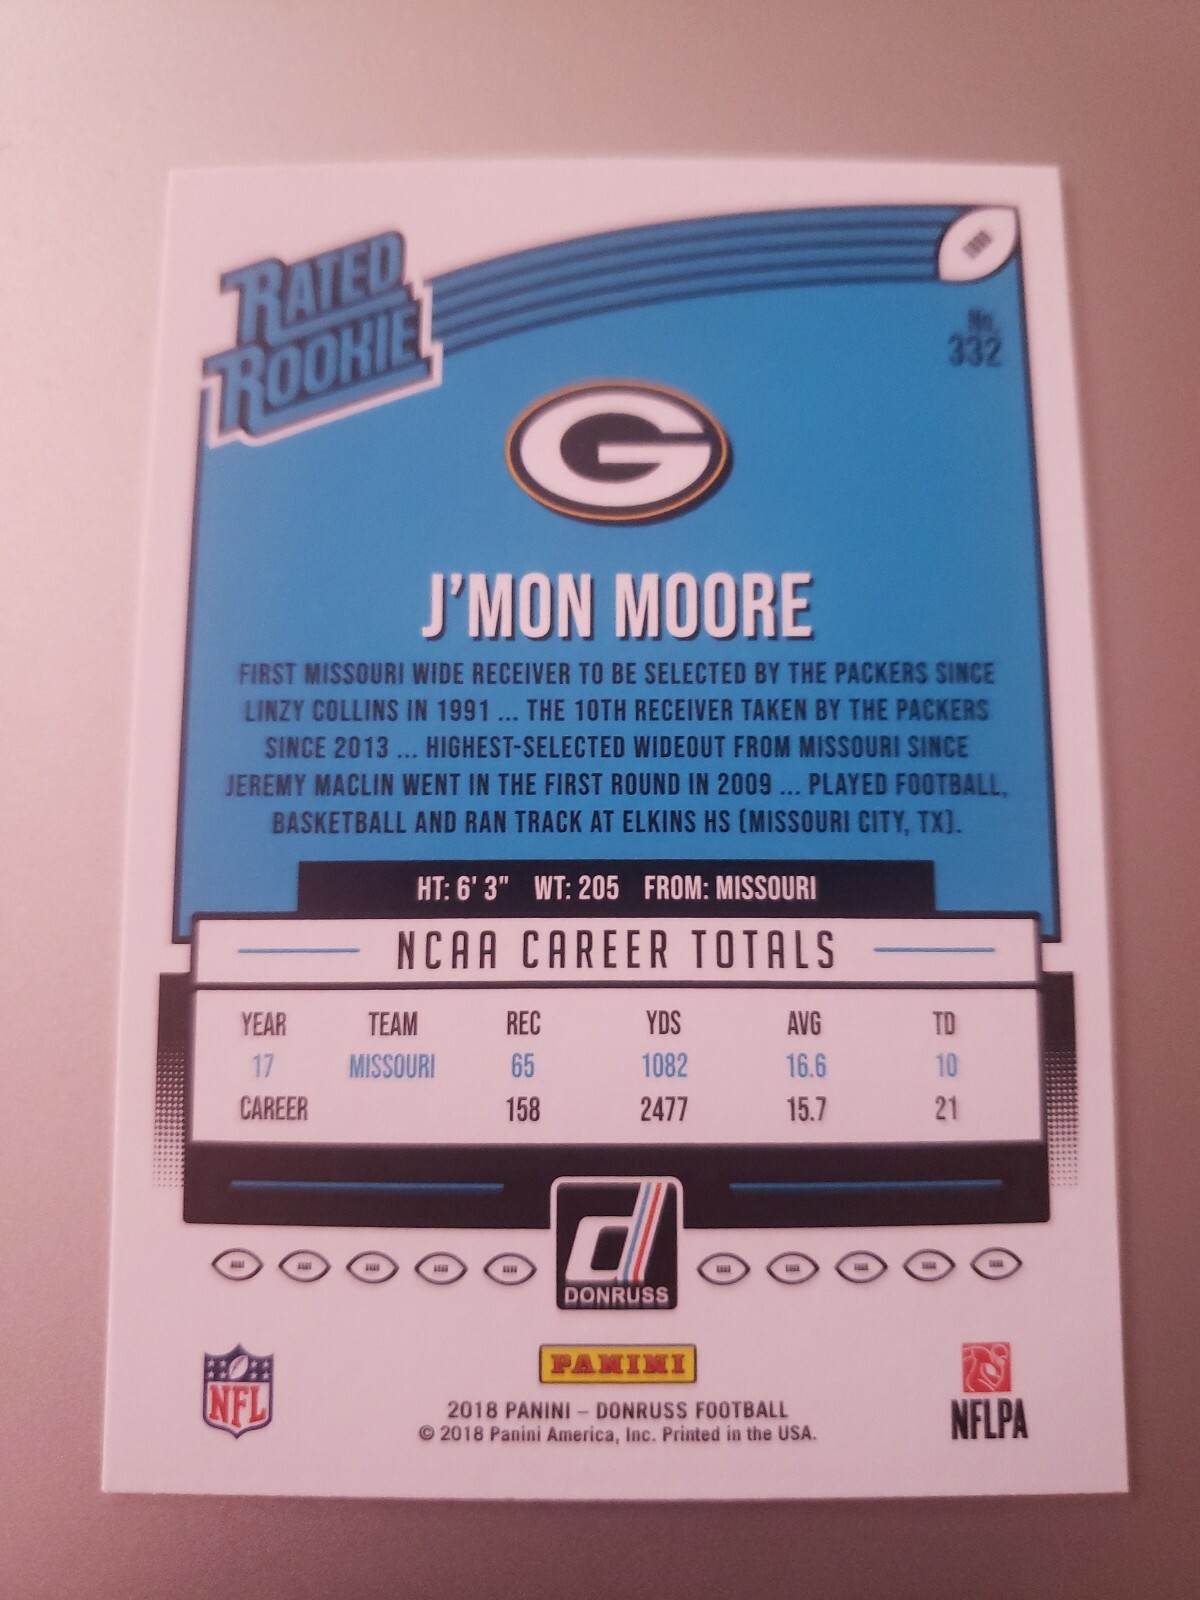 RATED
ROOKIE
No.
332
G
J'MON MOORE
FIRST MISSOURI WIDE RECEIVER TO BE SELECTED BY THE PACKERS SINCE
LINZY COLLINS IN 1991 ... THE 10TH RECEIVER TAKEN BY THE PACKERS
SINCE 2013 ... HIGHEST-SELECTED WIDEOUT FROM MISSOURI SINCE
JEREMY MACLIN WENT IN THE FIRST ROUND IN 2009 ... PLAYED FOOTBALL,
BASKETBALL AND RAN TRACK AT ELKINS HS (MISSOURI CITY, TX).
HT: 6' 3" WT: 205 FROM: MISSOURI
NCAA CAREER TOTALS
YEAR TEAM REC YDS AVG TD
17 MISSOURI 65 1082 16.6 10
CAREER 158 2477 15.7 21
d
DONRUSS
NFL
PANINI
NFLPA
2018 PANINI – DONRUSS FOOTBALL
© 2018 Panini America, Inc. Printed in the USA.